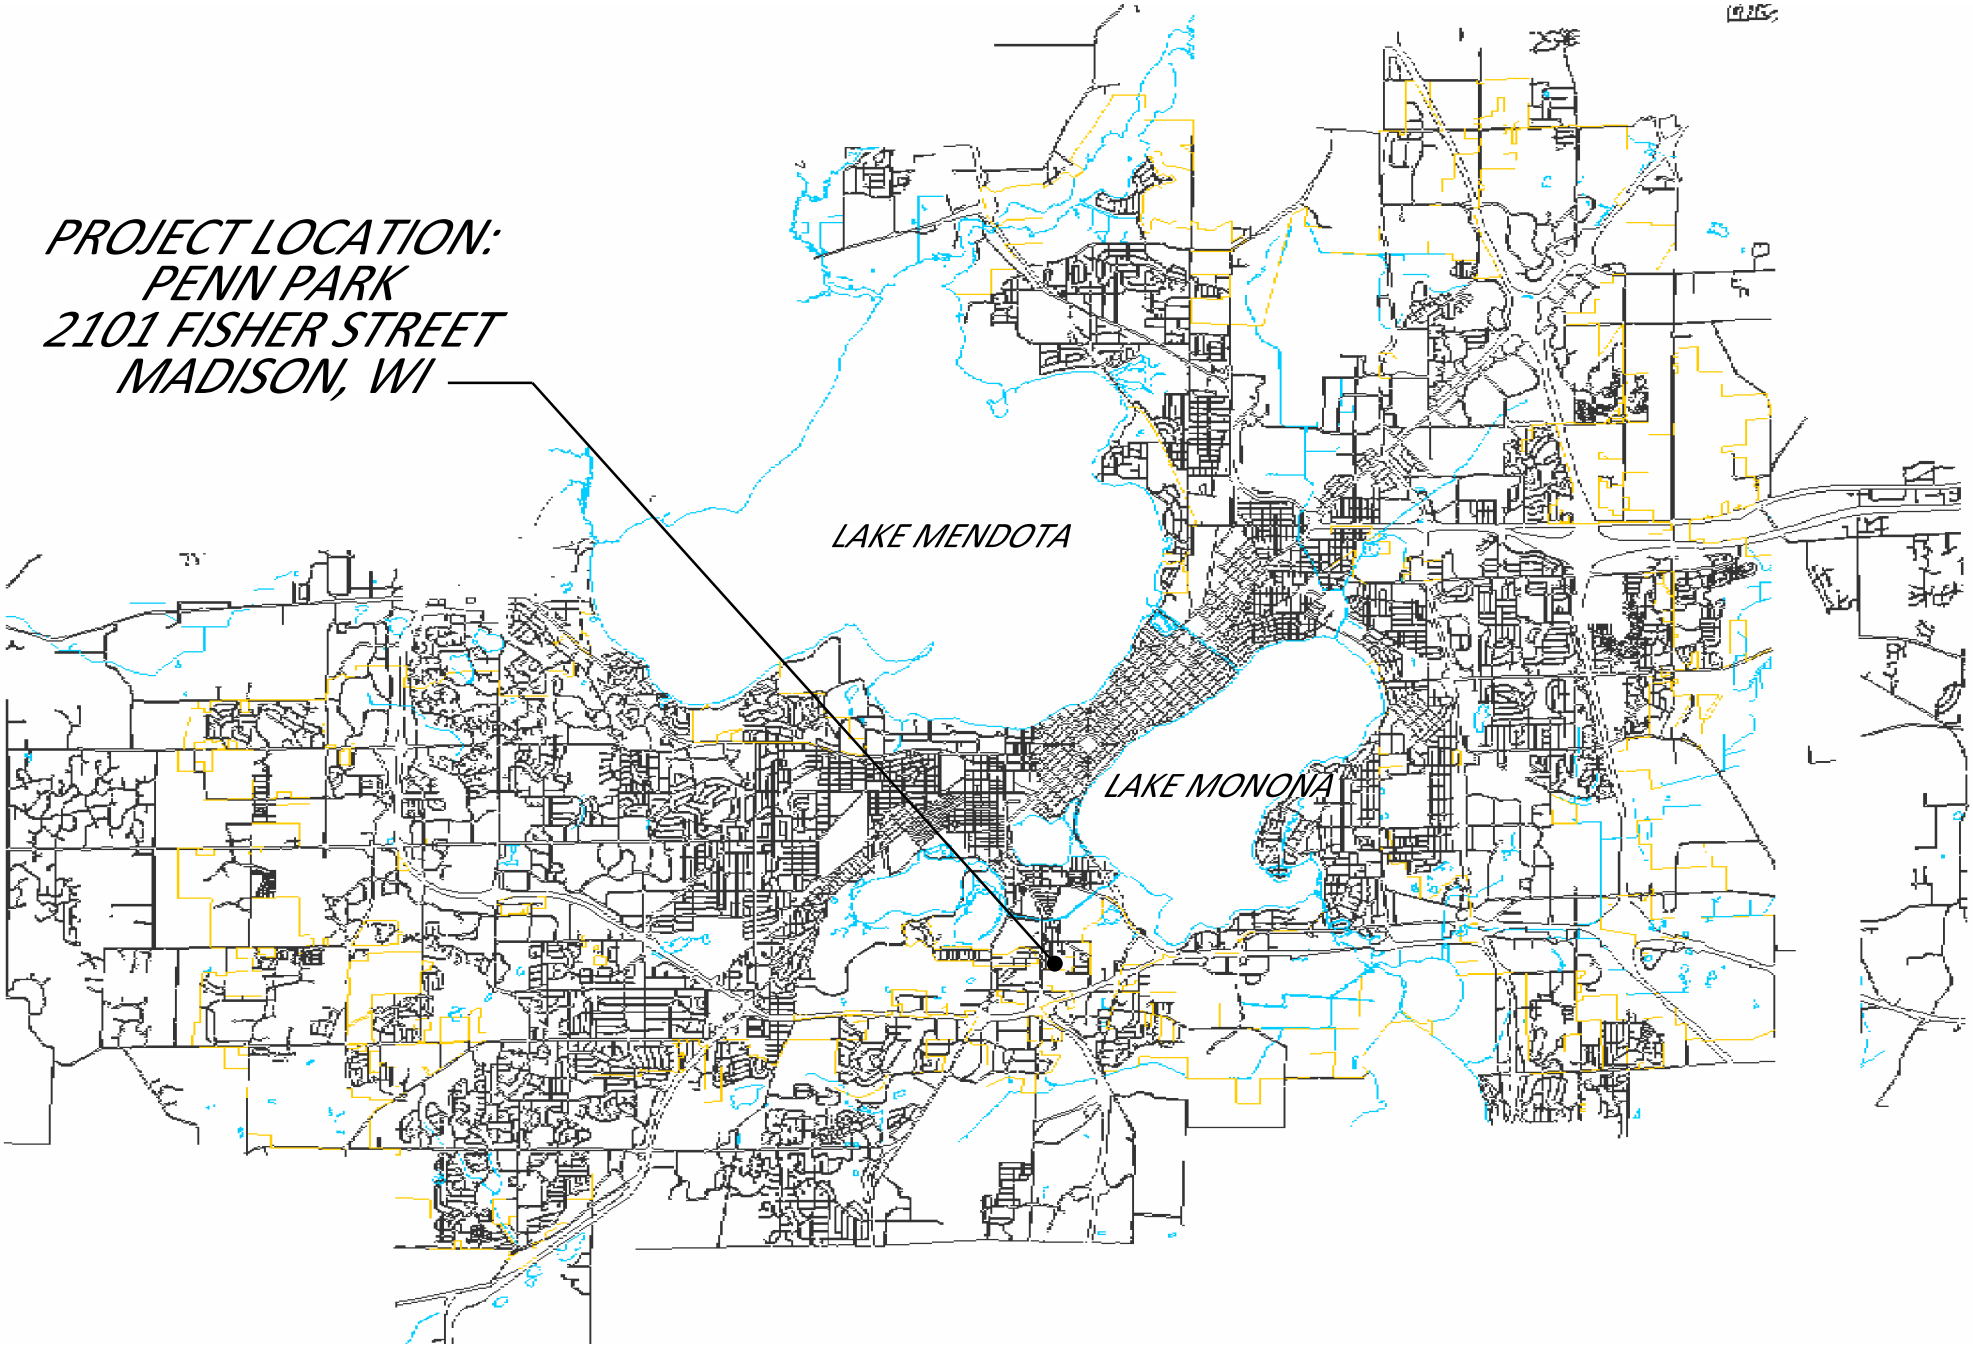 PROJECT LOCATION:
PENN PARK
2101 FISHER STREET
MADISON, WI
LAKE MENDOTA
LAKE MONONA